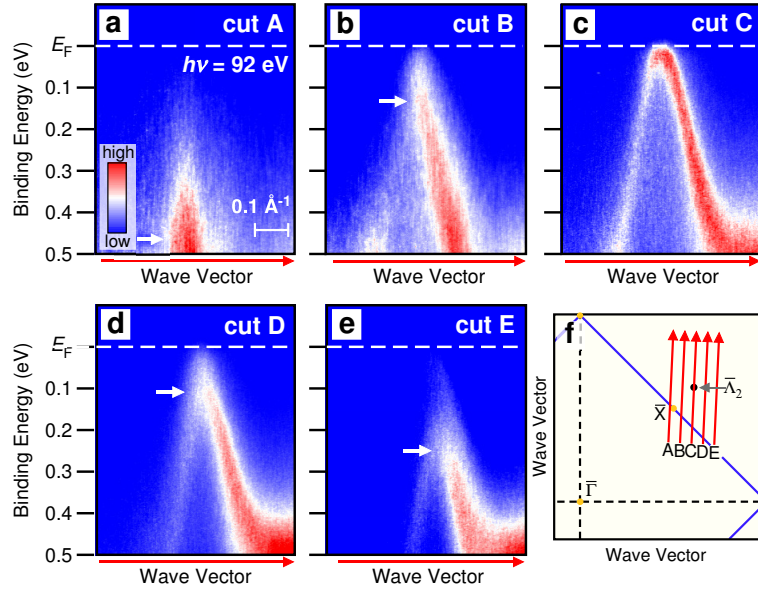 a
cut A
b
cut B
c
cut C
E_F
hν = 92 eV
0.1
0.2
0.3
0.4
0.5
Binding Energy (eV)
high
low
0.1 Å⁻¹
Wave Vector
Wave Vector
Wave Vector
d
cut D
e
cut E
f
E_F
0.1
0.2
0.3
0.4
0.5
Binding Energy (eV)
Wave Vector
Wave Vector
Λ̅₂
X̅
A B C D E
Γ̅
Wave Vector
Wave Vector